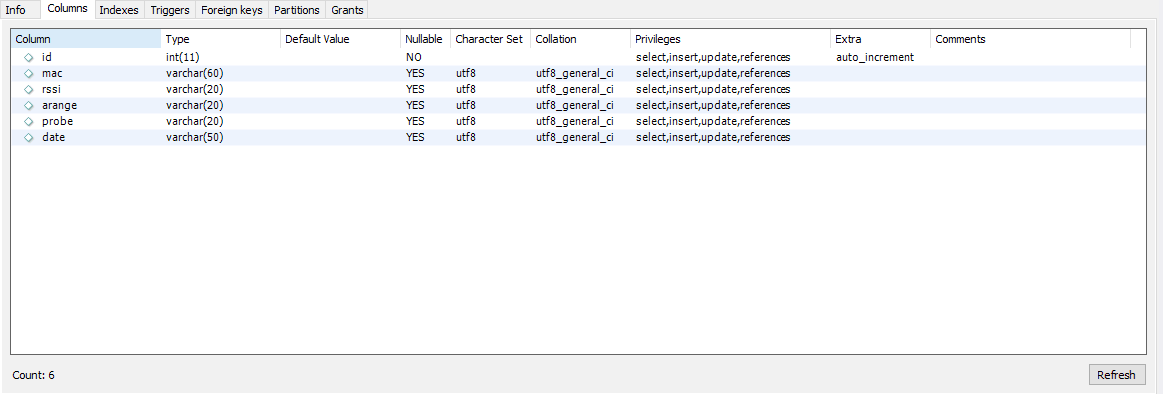 Info Columns Indexes Triggers Foreign keys Partitions Grants
Column Type Default Value Nullable Character Set Collation Privileges Extra Comments
id int(11) NO select,insert,update,references auto_increment
mac varchar(60) YES utf8 utf8_general_ci select,insert,update,references
rssi varchar(20) YES utf8 utf8_general_ci select,insert,update,references
arange varchar(20) YES utf8 utf8_general_ci select,insert,update,references
probe varchar(20) YES utf8 utf8_general_ci select,insert,update,references
date varchar(50) YES utf8 utf8_general_ci select,insert,update,references
Count: 6 Refresh